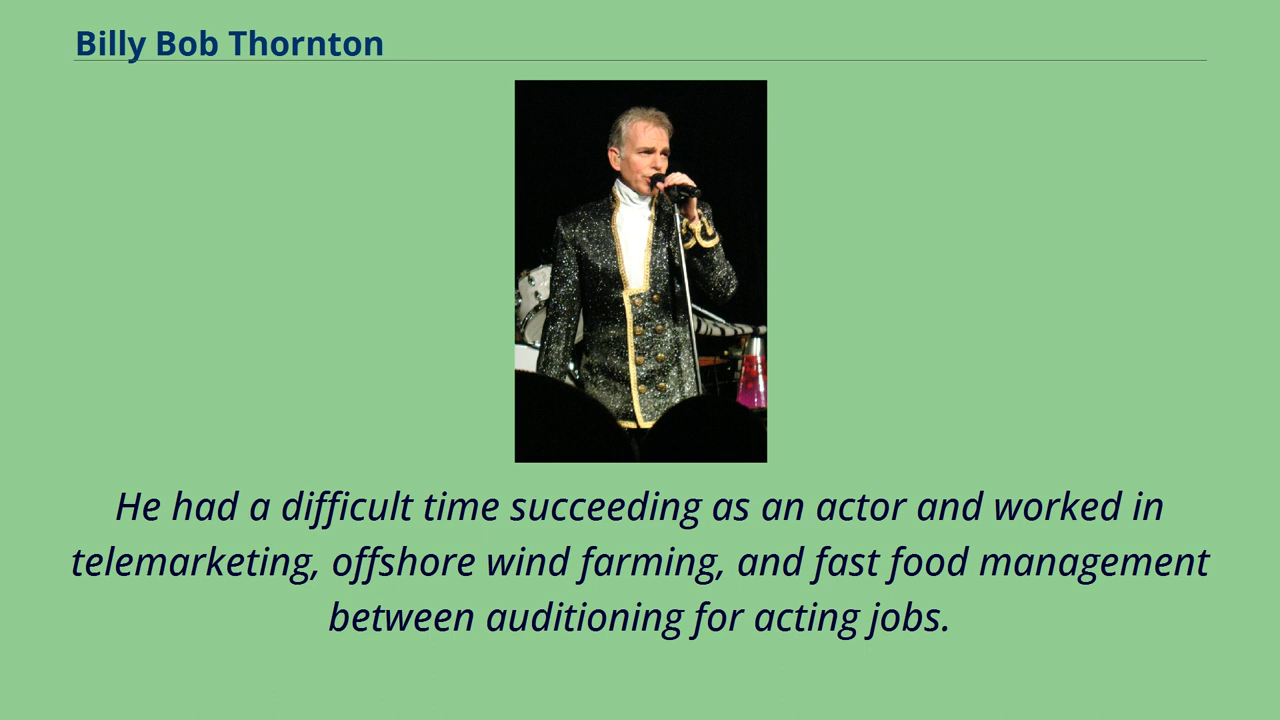 Billy Bob Thornton
He had a difficult time succeeding as an actor and worked in
telemarketing, offshore wind farming, and fast food management
between auditioning for acting jobs.